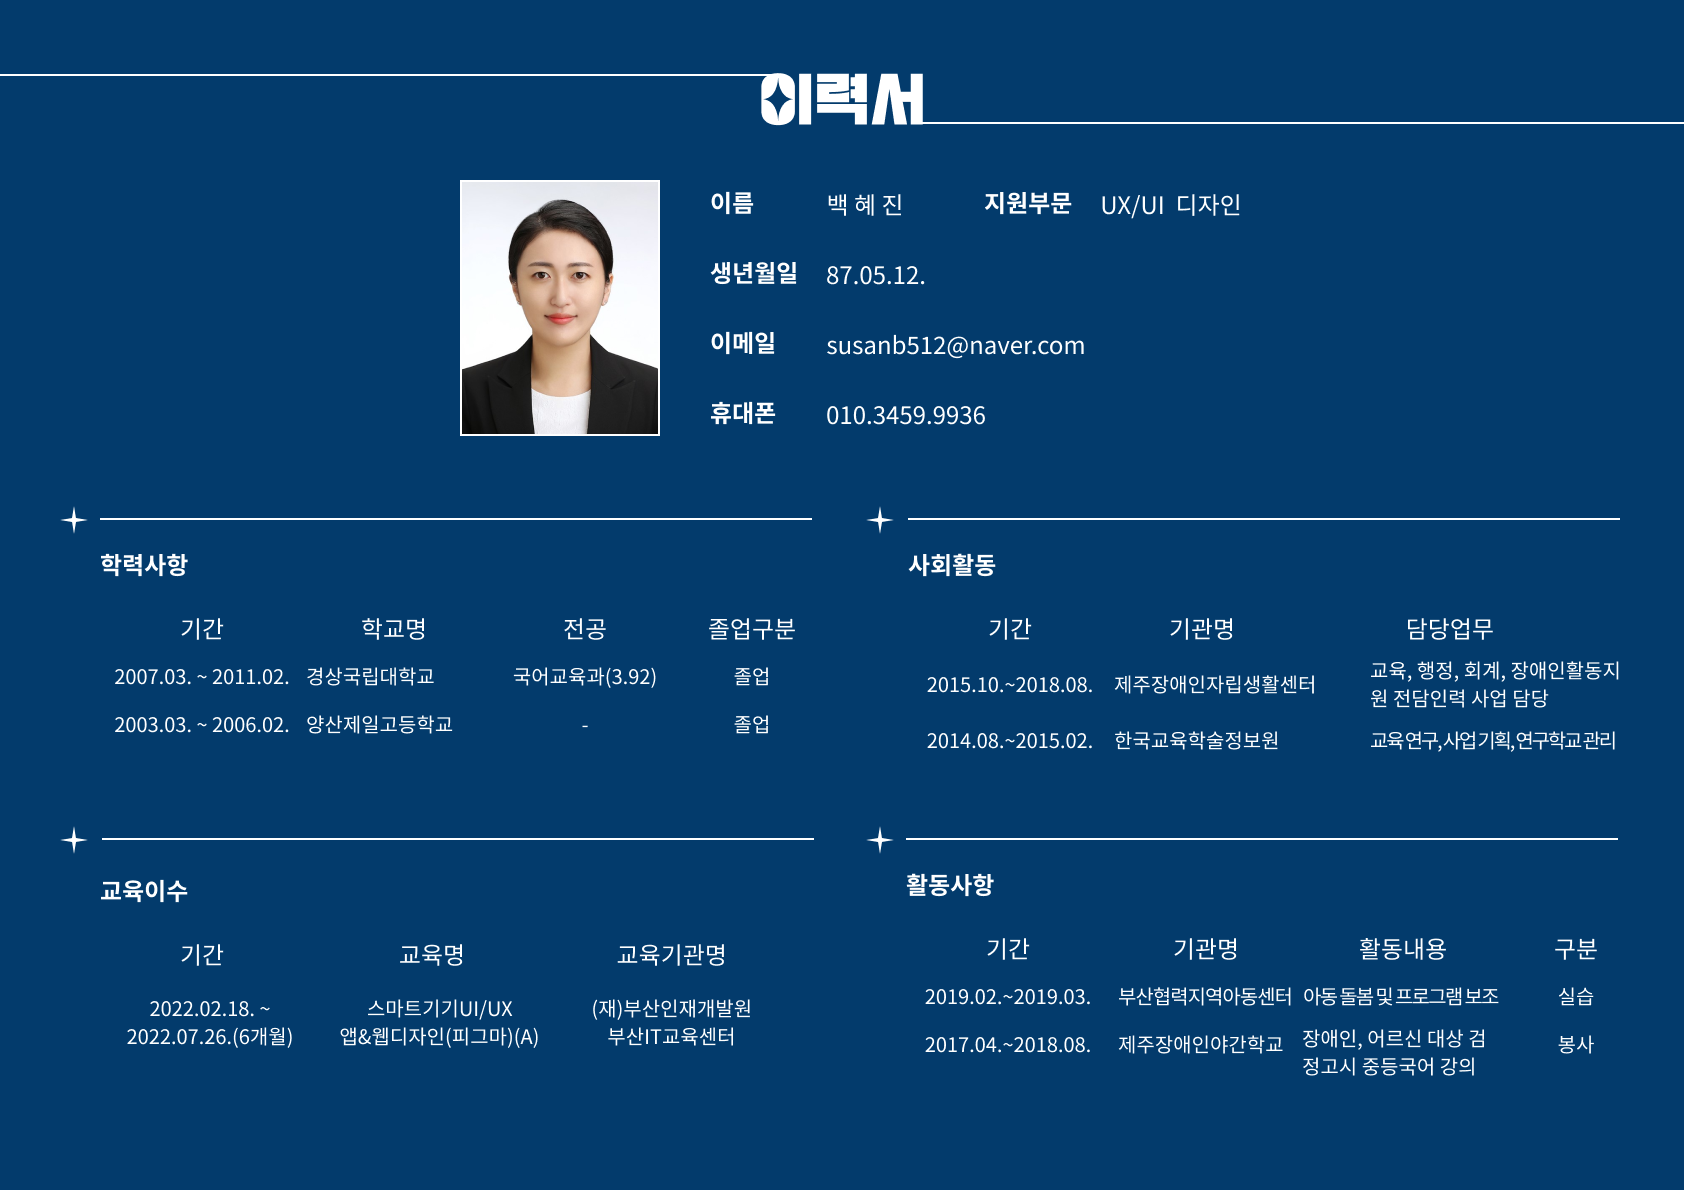 이력서
이름 백 혜 진 지원부문 UX/UI 디자인
생년월일 87.05.12.
이메일 susanb512@naver.com
휴대폰 010.3459.9936
학력사항
기간 학교명 전공 졸업구분
2007.03. ~ 2011.02. 경상국립대학교 국어교육과(3.92) 졸업
2003.03. ~ 2006.02. 양산제일고등학교 - 졸업
사회활동
기간 기관명 담당업무
2015.10.~2018.08. 제주장애인자립생활센터 교육, 행정, 회계, 장애인활동지
원 전담인력 사업 담당
2014.08.~2015.02. 한국교육학술정보원 교육연구,사업기획,연구학교관리
교육이수
기간 교육명 교육기관명
2022.02.18. ~ 스마트기기UI/UX (재)부산인재개발원
2022.07.26.(6개월) 앱&웹디자인(피그마)(A) 부산IT교육센터
활동사항
기간 기관명 활동내용 구분
2019.02.~2019.03. 부산협력지역아동센터 아동 돌봄 및 프로그램 보조 실습
2017.04.~2018.08. 제주장애인야간학교 장애인, 어르신 대상 검 봉사
정고시 중등국어 강의